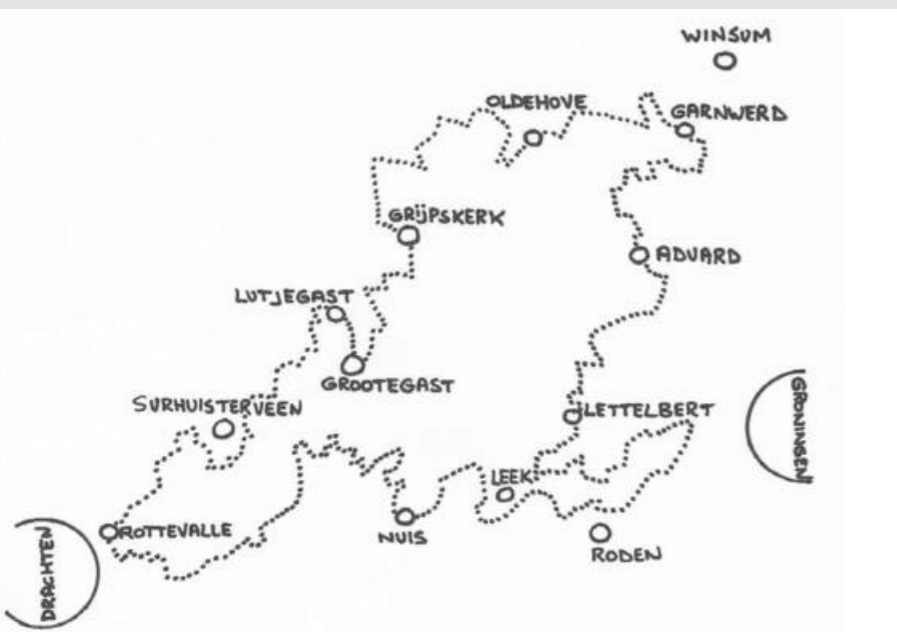 WINSUM
OLDEHOVE
GARNWERD
GRIJPSKERK
ADUARD
LUTJEGAST
GROOTEGAST
SURHUISTERVEEN
LETTELBERT
GRONINGEN
LEEK
ROTTEVALLE
NUIS
RODEN
DRACHTEN